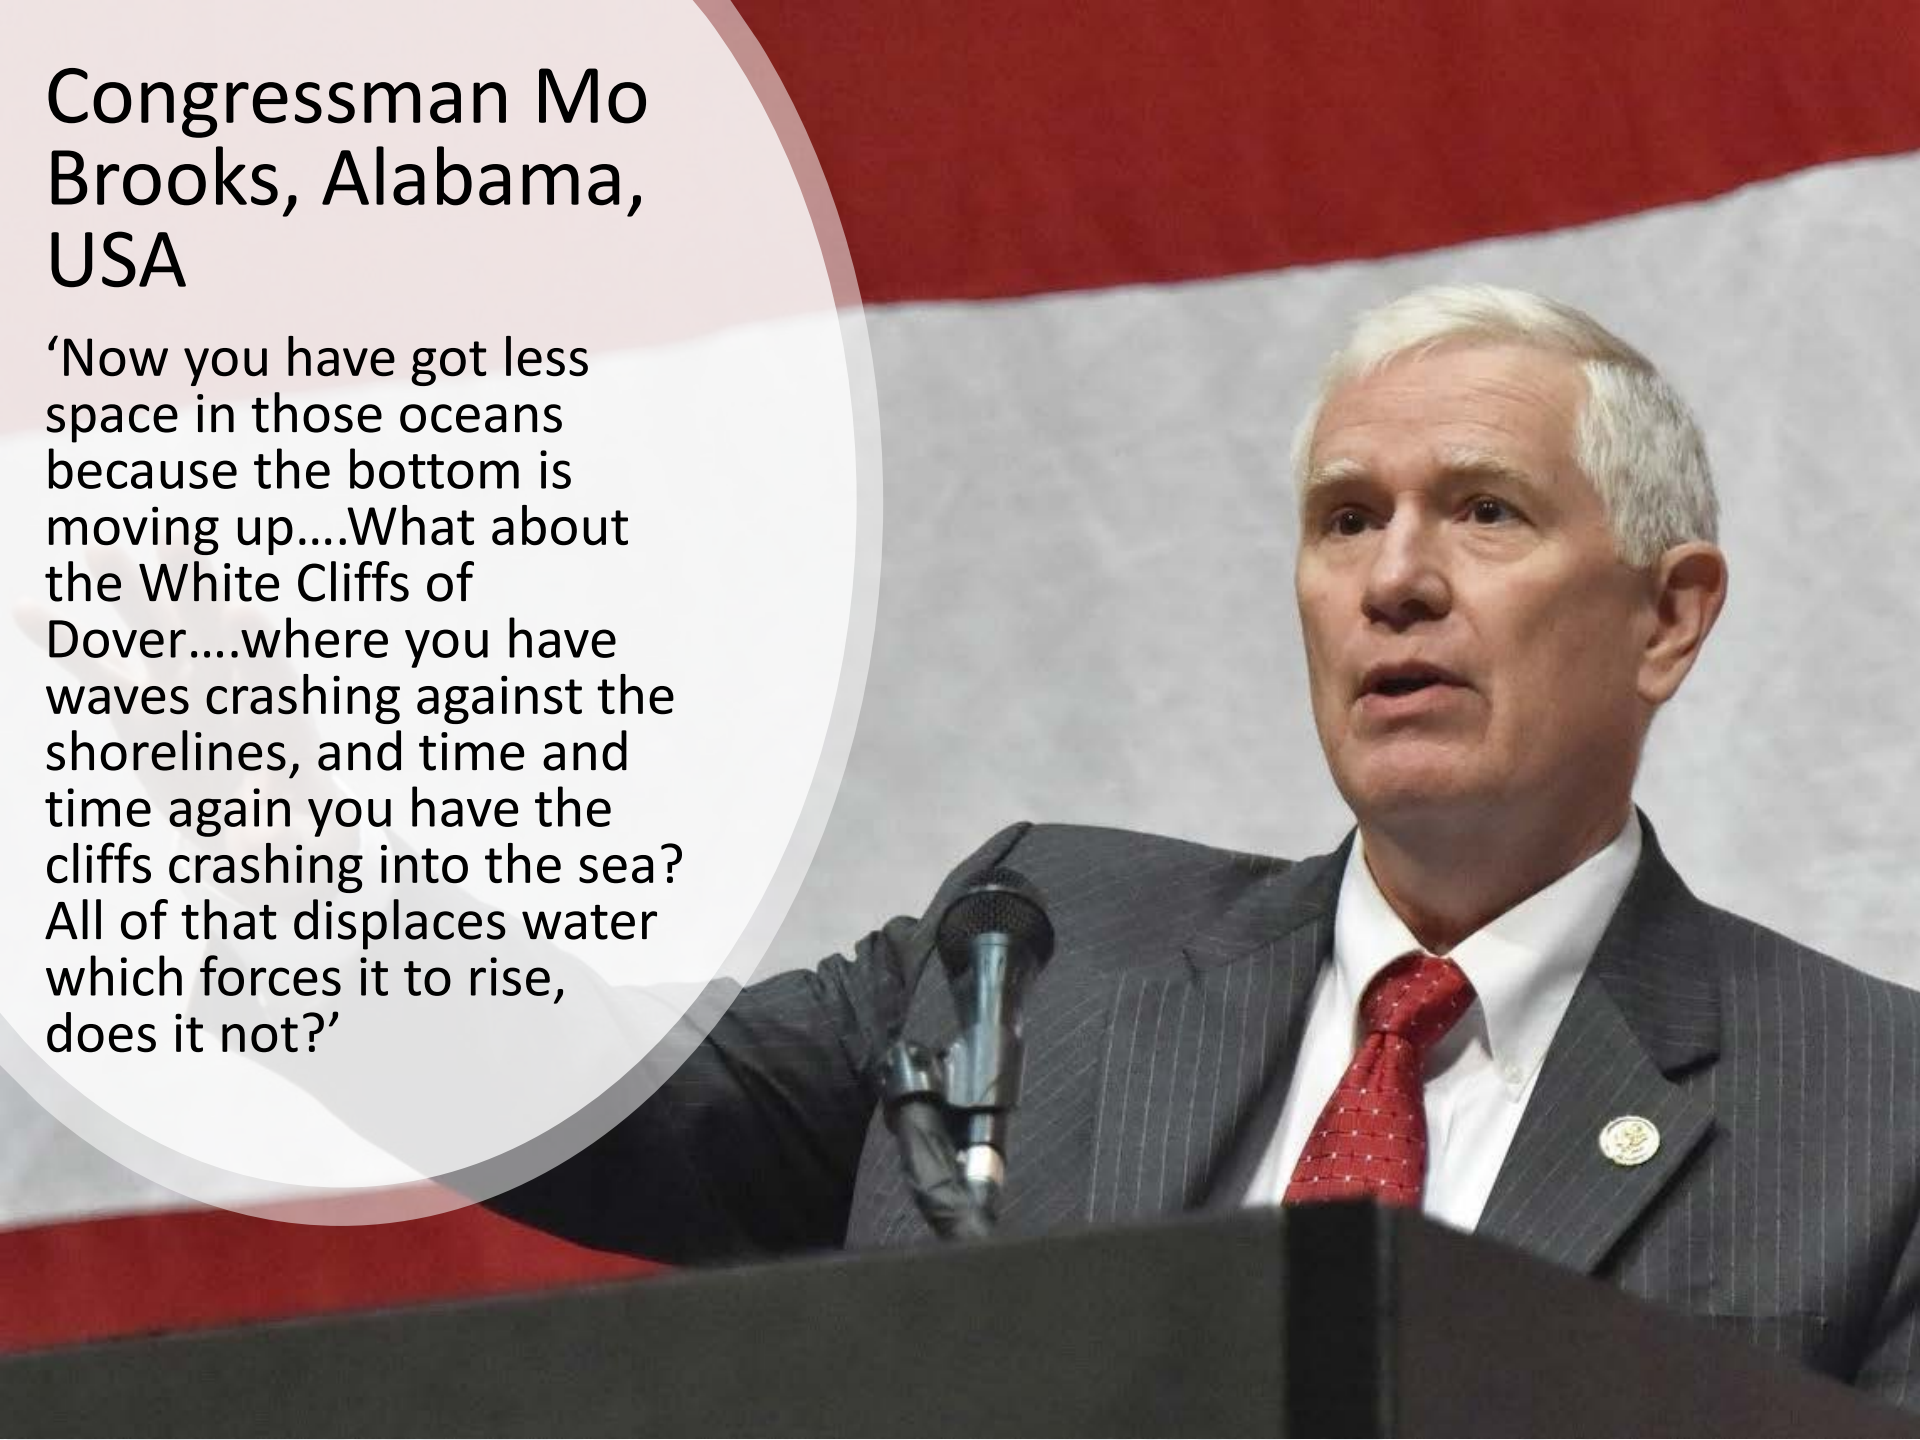 Congressman Mo
Brooks, Alabama,
USA
‘Now you have got less
space in those oceans
because the bottom is
moving up....What about
the White Cliffs of
Dover....where you have
waves crashing against the
shorelines, and time and
time again you have the
cliffs crashing into the sea?
All of that displaces water
which forces it to rise,
does it not?’